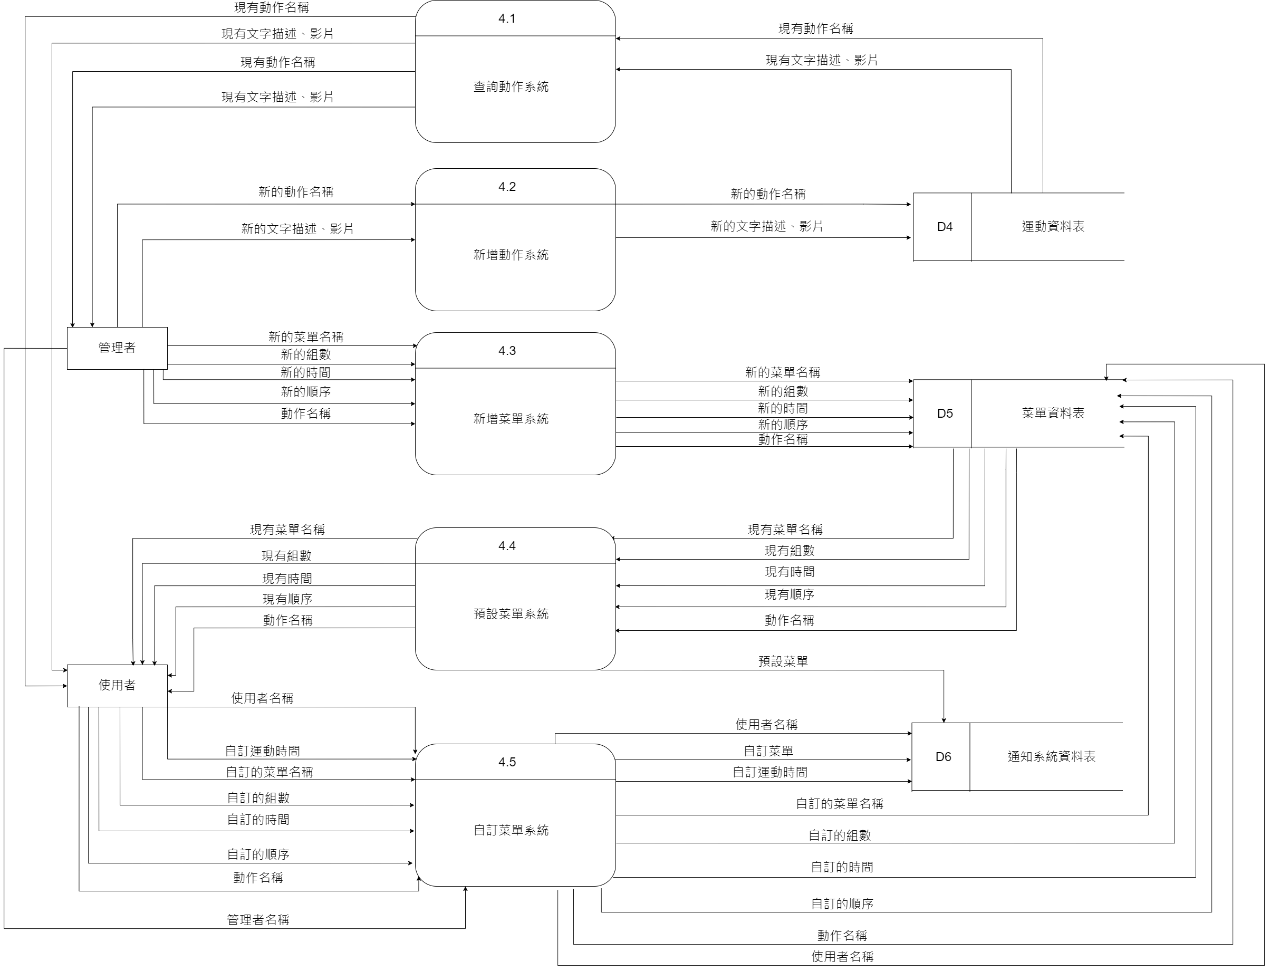 現有動作名稱
4.1
現有文字描述、影片
現有動作名稱
現有動作名稱
現有文字描述、影片
查詢動作系統
現有文字描述、影片
4.2
新的動作名稱
新的動作名稱
新的文字描述、影片
新的文字描述、影片
D4
運動資料表
新增動作系統
管理者
新的菜單名稱
4.3
新的組數
新的時間
新的菜單名稱
新的順序
新的組數
新的時間
動作名稱
新增菜單系統
新的順序
D5
菜單資料表
動作名稱
現有菜單名稱
現有菜單名稱
4.4
現有組數
現有組數
現有時間
現有時間
現有順序
現有順序
預設菜單系統
動作名稱
動作名稱
預設菜單
使用者
使用者名稱
使用者名稱
自訂運動時間
4.5
自訂菜單
D6
通知系統資料表
自訂的菜單名稱
自訂運動時間
自訂的組數
自訂的菜單名稱
自訂的時間
自訂菜單系統
自訂的組數
自訂的順序
自訂的時間
動作名稱
自訂的順序
管理者名稱
動作名稱
使用者名稱